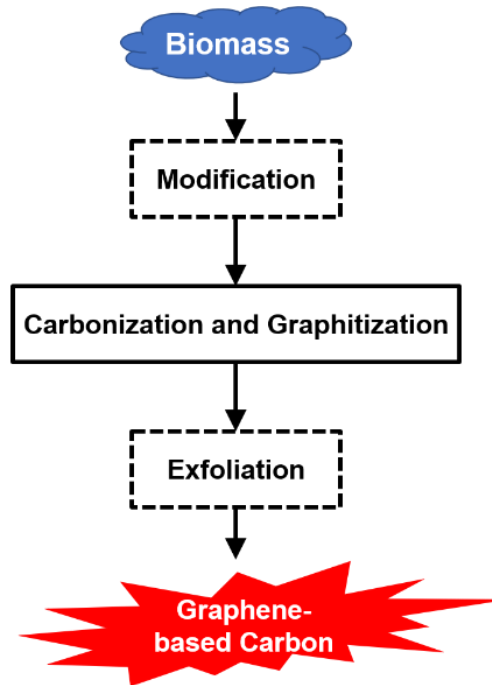 Biomass
Modification
Carbonization and Graphitization
Exfoliation
Graphene-
based Carbon